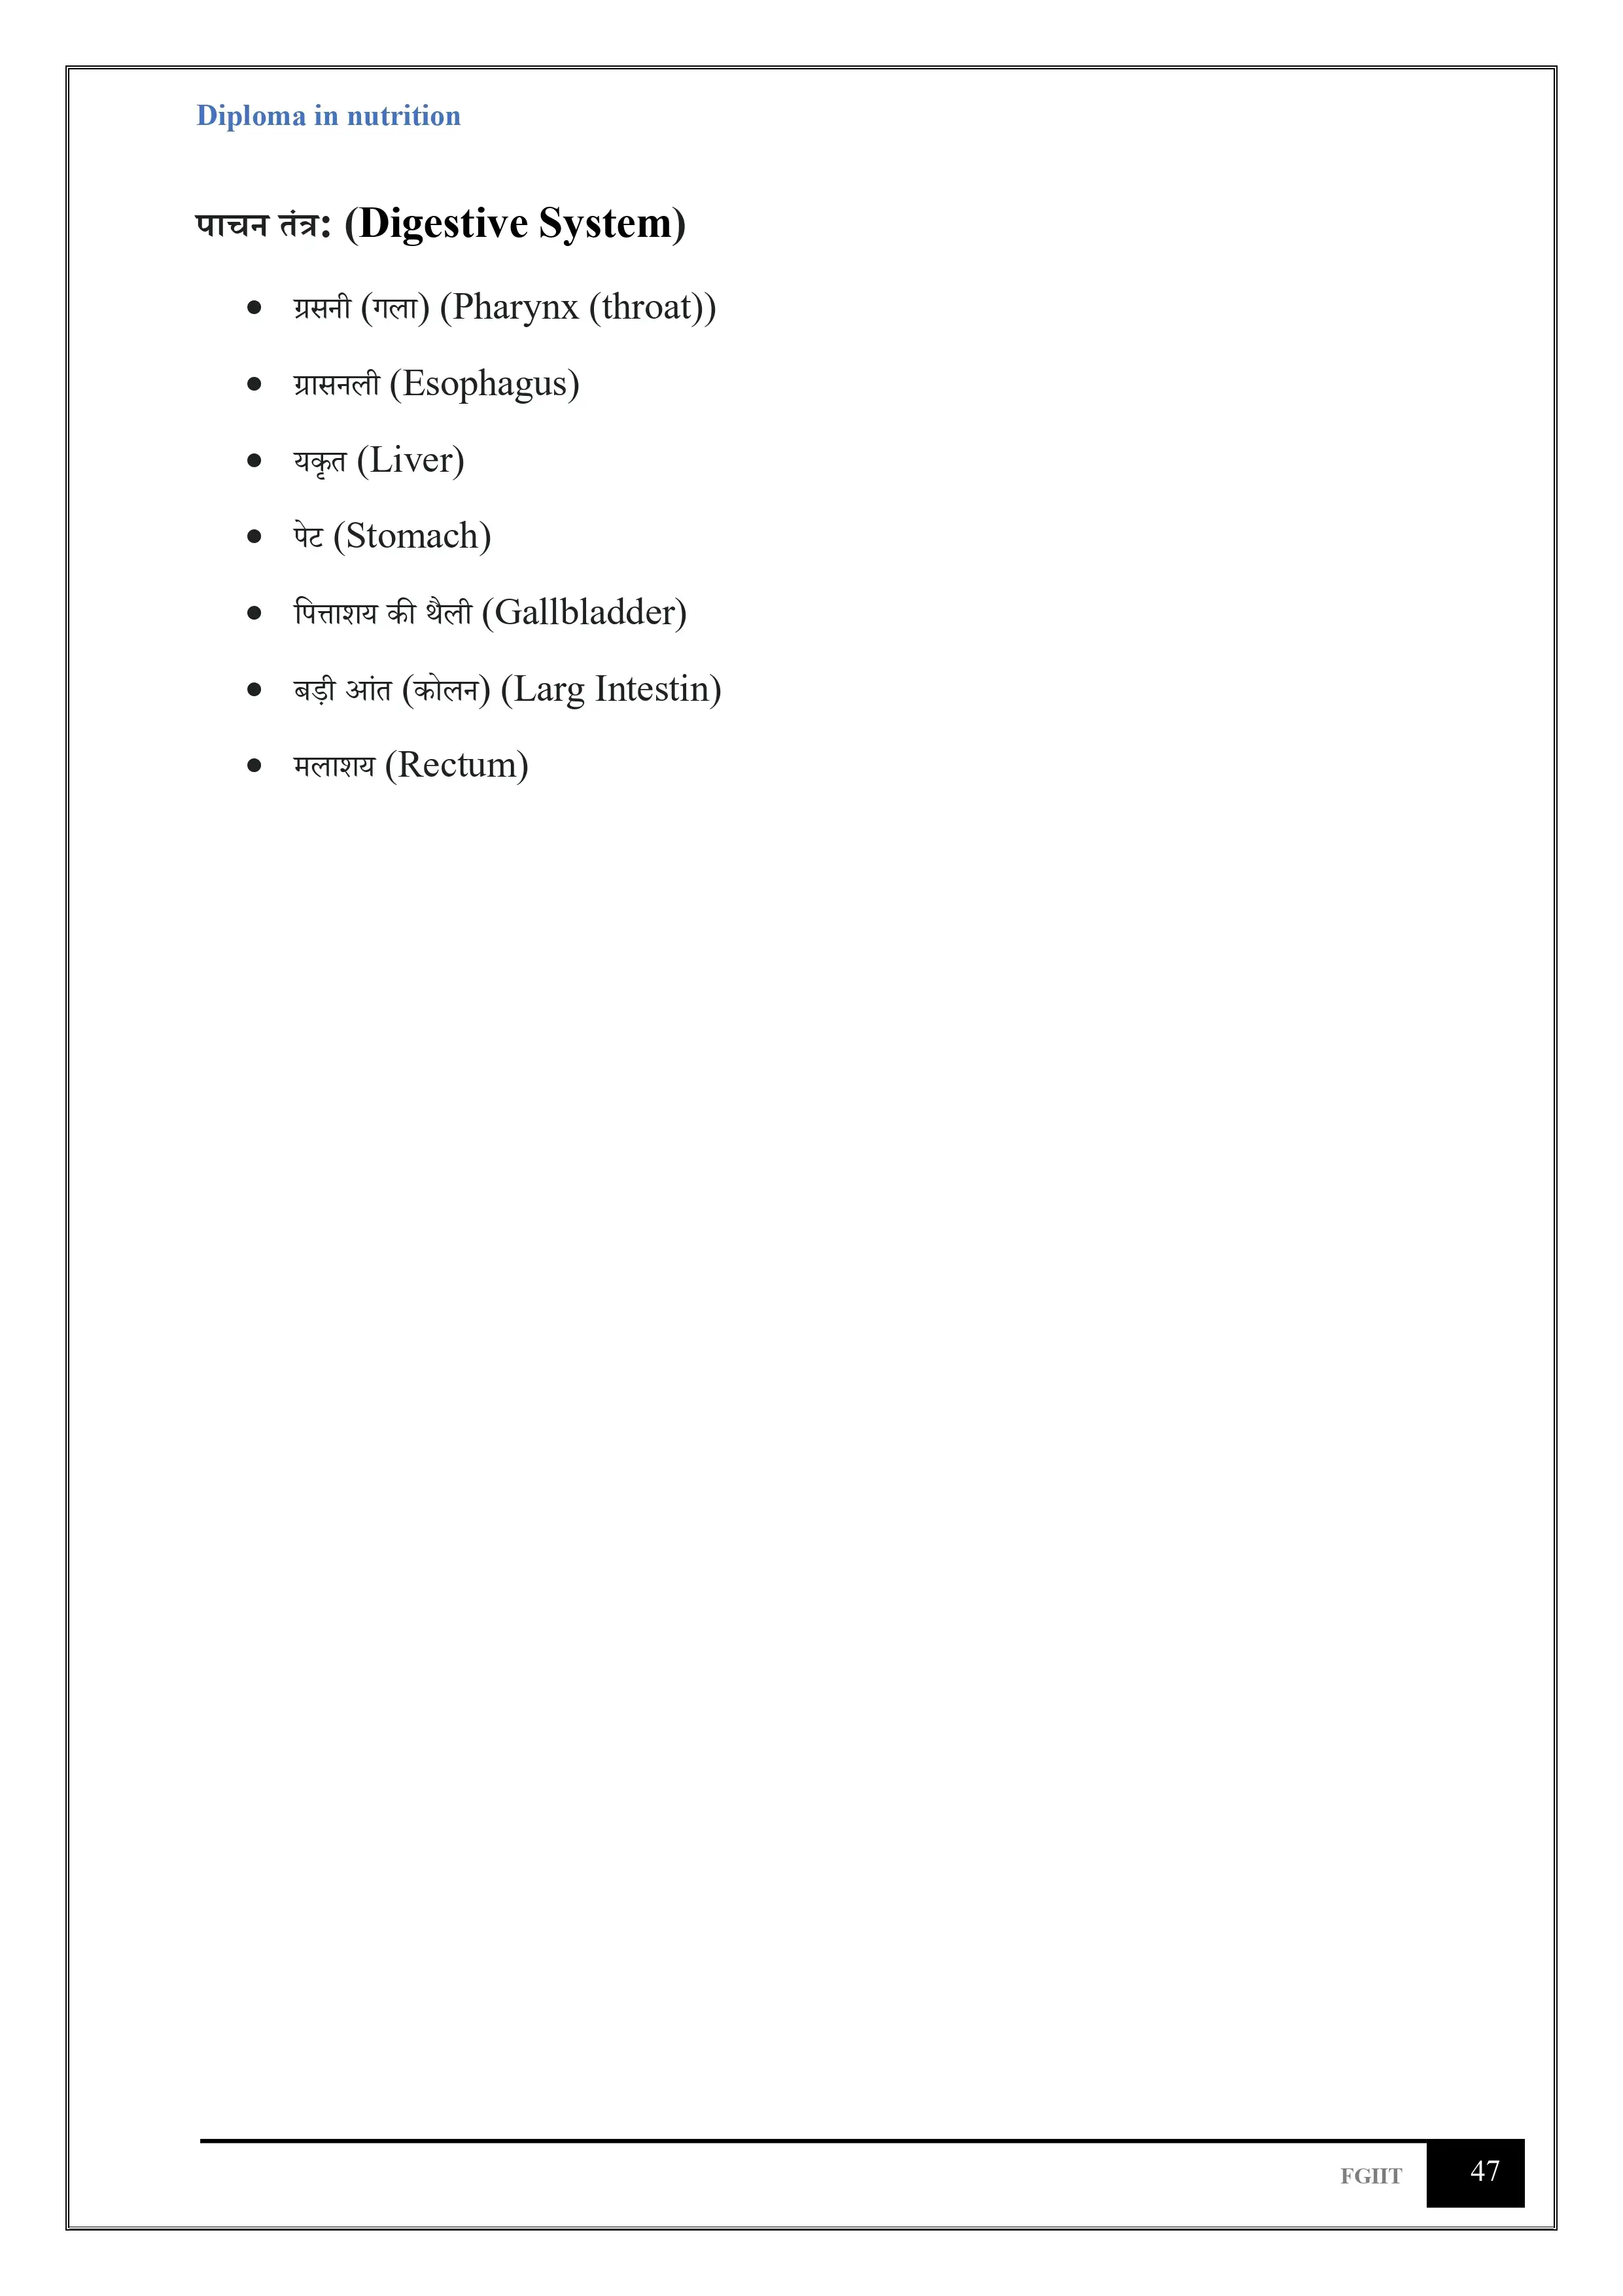 Diploma in nutrition
पाचन तंत्र: (Digestive System)
• ग्रसनी (गला) (Pharynx (throat))
• ग्रासनली (Esophagus)
• यकृत (Liver)
• पेट (Stomach)
• पित्ताशय की थैली (Gallbladder)
• बड़ी आंत (कोलन) (Larg Intestin)
• मलाशय (Rectum)
FGIIT 47